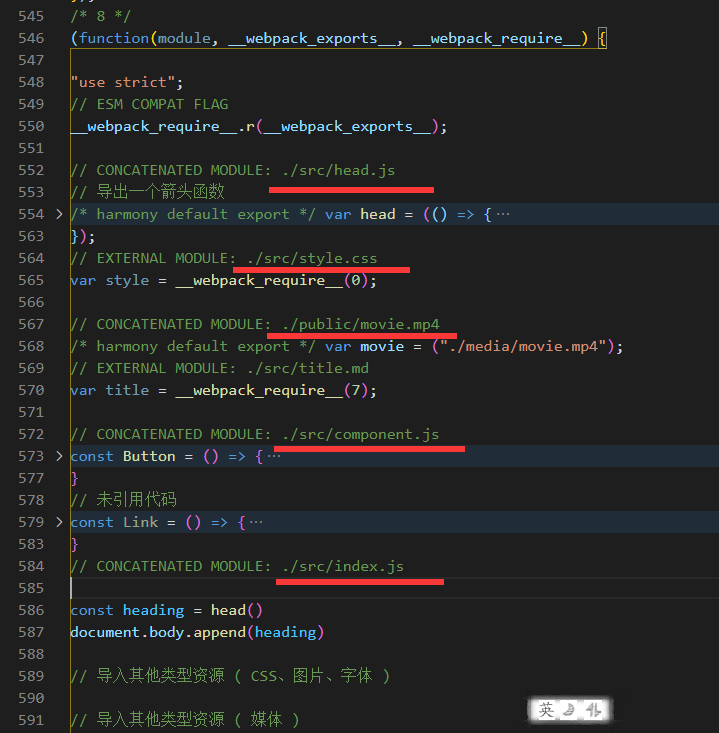 545 /* 8 */
546 (function(module, __webpack_exports__, __webpack_require__) {
547
548 "use strict";
549 // ESM COMPAT FLAG
550 __webpack_require__.r(__webpack_exports__);
551
552 // CONCATENATED MODULE: ./src/head.js
553 // 导出一个箭头函数
554 > /* harmony default export */ var head = (() => { ⋯
563 });
564 // EXTERNAL MODULE: ./src/style.css
565 var style = __webpack_require__(0);
566
567 // CONCATENATED MODULE: ./public/movie.mp4
568 /* harmony default export */ var movie = ("./media/movie.mp4");
569 // EXTERNAL MODULE: ./src/title.md
570 var title = __webpack_require__(7);
571
572 // CONCATENATED MODULE: ./src/component.js
573 > const Button = () => { ⋯
577 }
578 // 未引用代码
579 > const Link = () => { ⋯
583 }
584 // CONCATENATED MODULE: ./src/index.js
585
586 const heading = head()
587 document.body.append(heading)
588
589 // 导入其他类型资源 ( CSS、图片、字体 )
590
591 // 导入其他类型资源 ( 媒体 )
英